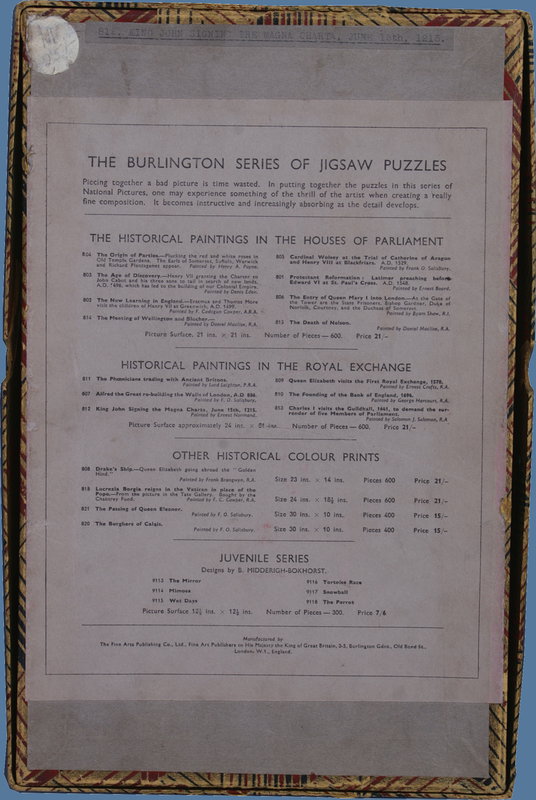 812. KING JOHN SIGNING THE MAGNA CHARTA, JUNE 15th, 1215.
THE BURLINGTON SERIES OF JIGSAW PUZZLES
Piecing together a bad picture is time wasted. In putting together the puzzles in this series of
National Pictures, one may experience something of the thrill of the artist when creating a really
fine composition. It becomes instructive and increasingly absorbing as the detail develops.
THE HISTORICAL PAINTINGS IN THE HOUSES OF PARLIAMENT
804 The Origin of Parties.—Plucking the red and white roses in
Old Temple Gardens. The Earls of Somerset, Suffolk, Warwick
and Richard Plantagenet appear. Painted by Henry A. Payne.
803 The Age of Discovery.—Henry VII granting the Charter to
John Cabot and his three sons to sail in search of new lands,
A.D. 1496, which has led to the building of our Colonial Empire.
Painted by Denis Eden.
802 The New Learning in England.—Erasmus and Thomas More
visit the children of Henry VII at Greenwich, A.D. 1499.
Painted by F. Cadogan Cowper, A.R.A.
814 The Meeting of Wellington and Blucher.—
Painted by Daniel Maclise, R.A.
805 Cardinal Wolsey at the Trial of Catherine of Aragon
and Henry VIII at Blackfriars. A.D. 1529.
Painted by Frank O. Salisbury.
801 Protestant Reformation: Latimer preaching before
Edward VI at St. Paul's Cross. A.D. 1548.
Painted by Ernest Board.
806 The Entry of Queen Mary I into London.—At the Gate of
the Tower are the State Prisoners, Bishop Gardner, Duke of
Norfolk, Courtney, and the Duchess of Somerset.
Painted by Byam Shaw, R.I.
813 The Death of Nelson.
Painted by Daniel Maclise, R.A.
Picture Surface, 21 ins. × 21 ins. Number of Pieces—600. Price 21/-
HISTORICAL PAINTINGS IN THE ROYAL EXCHANGE
811 The Phœnicians trading with Ancient Britons.
Painted by Lord Leighton, P.R.A.
807 Alfred the Great re-building the Walls of London, A.D. 886.
Painted by F. O. Salisbury.
812 King John Signing the Magna Charta, June 15th, 1215.
Painted by Ernest Normand.
809 Queen Elizabeth visits the First Royal Exchange, 1570.
Painted by Ernest Crofts, R.A.
810 The Founding of the Bank of England, 1694.
Painted by George Harcourt, R.A.
815 Charles I visits the Guildhall, 1641, to demand the sur-
render of five Members of Parliament.
Painted by Solomon J. Solomon, R.A.
Picture Surface approximately 24 ins. × ins. Number of Pieces—600. Price 21/-
OTHER HISTORICAL COLOUR PRINTS
808 Drake's Ship.—Queen Elizabeth going aboard the "Golden
Hind." Painted by Frank Brangwyn, R.A. Size 23 ins. × 14 ins. Pieces 600 Price 21/-
818 Lucrezia Borgia reigns in the Vatican in place of the
Pope.—From the picture in the Tate Gallery. Bought by the
Chantrey Fund. Painted by F. C. Cowper, R.A. Size 24 ins. × 18½ ins. Pieces 600 Price 21/-
821 The Passing of Queen Eleanor.
Painted by F. O. Salisbury. Size 30 ins. × 10 ins. Pieces 400 Price 15/-
820 The Burghers of Calais.
Painted by F. O. Salisbury. Size 30 ins. × 10 ins. Pieces 400 Price 15/-
JUVENILE SERIES
Designs by B. MIDDERIGH-BOKHORST.
9113 The Mirror
9114 Mimosa
9115 Wet Days
9116 Tortoise Race
9117 Snowball
9118 The Parrot
Picture Surface 12½ ins. × 12½ ins. Number of Pieces—300. Price 7/6
Manufactured by
The Fine Arts Publishing Co., Ltd., Fine Art Publishers to His Majesty the King of Great Britain, 2-3, Burlington Gdns., Old Bond St.,
London, W.1., England.